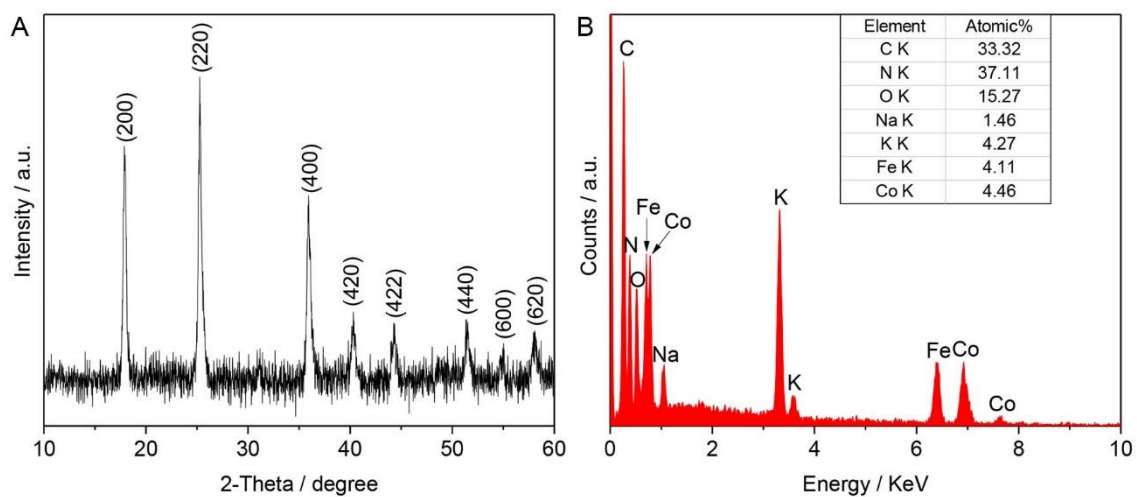 A
(200)
(220)
(400)
(420)
(422)
(440)
(600)
(620)
Intensity / a.u.
10 20 30 40 50 60
2-Theta / degree
B
C
N
O
Fe
Co
Na
K
K
Fe
Co
Co
Element Atomic%
C K 33.32
N K 37.11
O K 15.27
Na K 1.46
K K 4.27
Fe K 4.11
Co K 4.46
Counts / a.u.
0 2 4 6 8 10
Energy / KeV